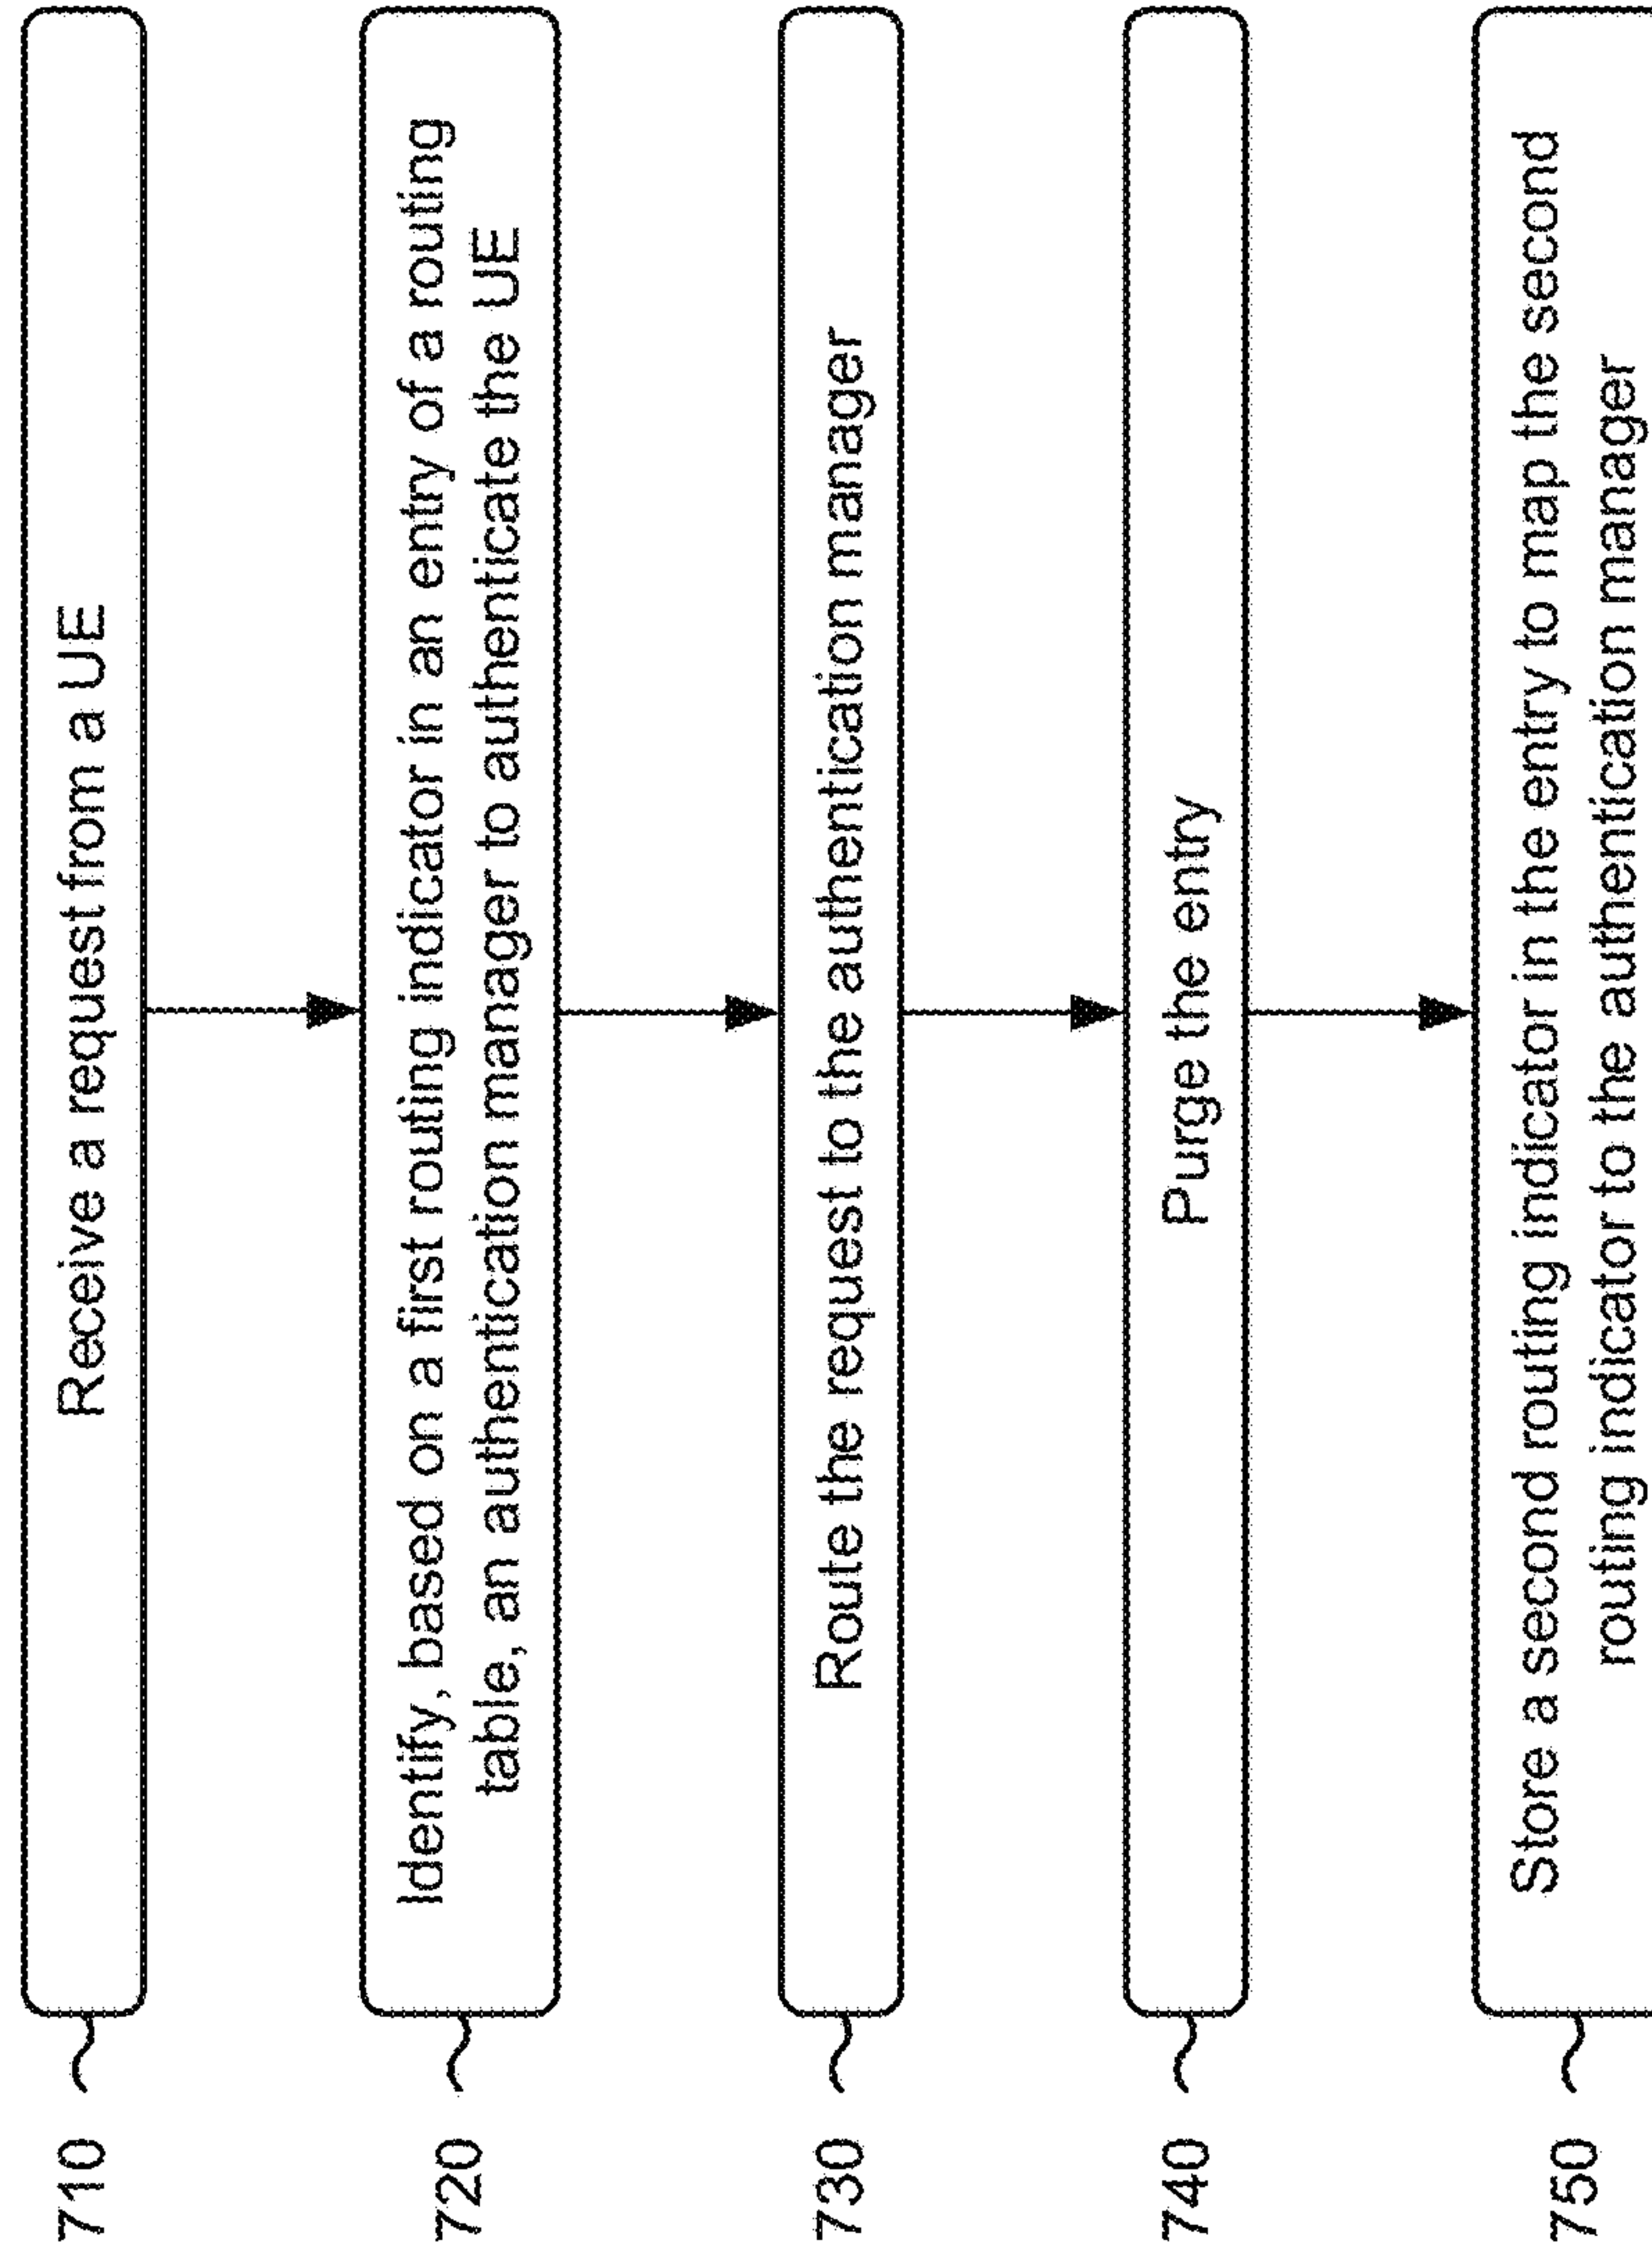 710
Receive a request from a UE
720
Identify, based on a first routing indicator in an entry of a routing
table, an authentication manager to authenticate the UE
730
Route the request to the authentication manager
740
Purge the entry
750
Store a second routing indicator in the entry to map the second
routing indicator to the authentication manager